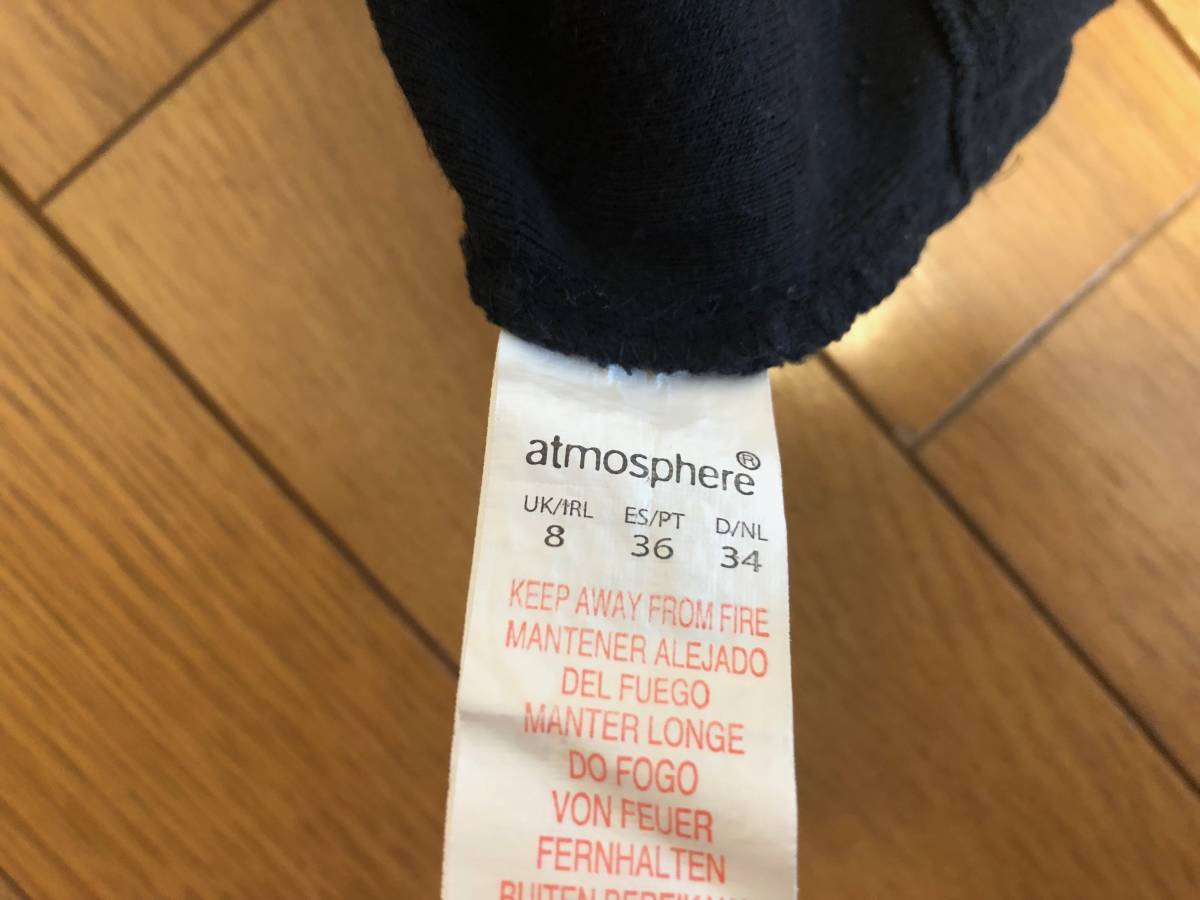 atmosphere®
UK/IRL ES/PT D/NL
8 36 34
KEEP AWAY FROM FIRE
MANTENER ALEJADO
DEL FUEGO
MANTER LONGE
DO FOGO
VON FEUER
FERNHALTEN
BUITEN